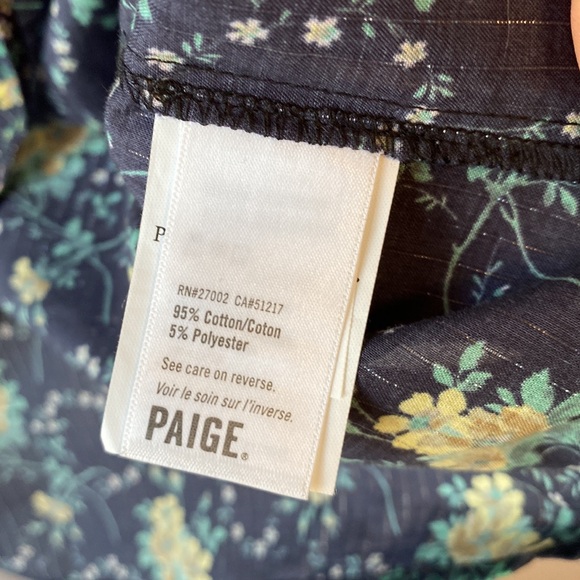 P
RN#27002 CA#51217
95% Cotton/Coton
5% Polyester
See care on reverse.
Voir le soin sur l'inverse.
PAIGE®